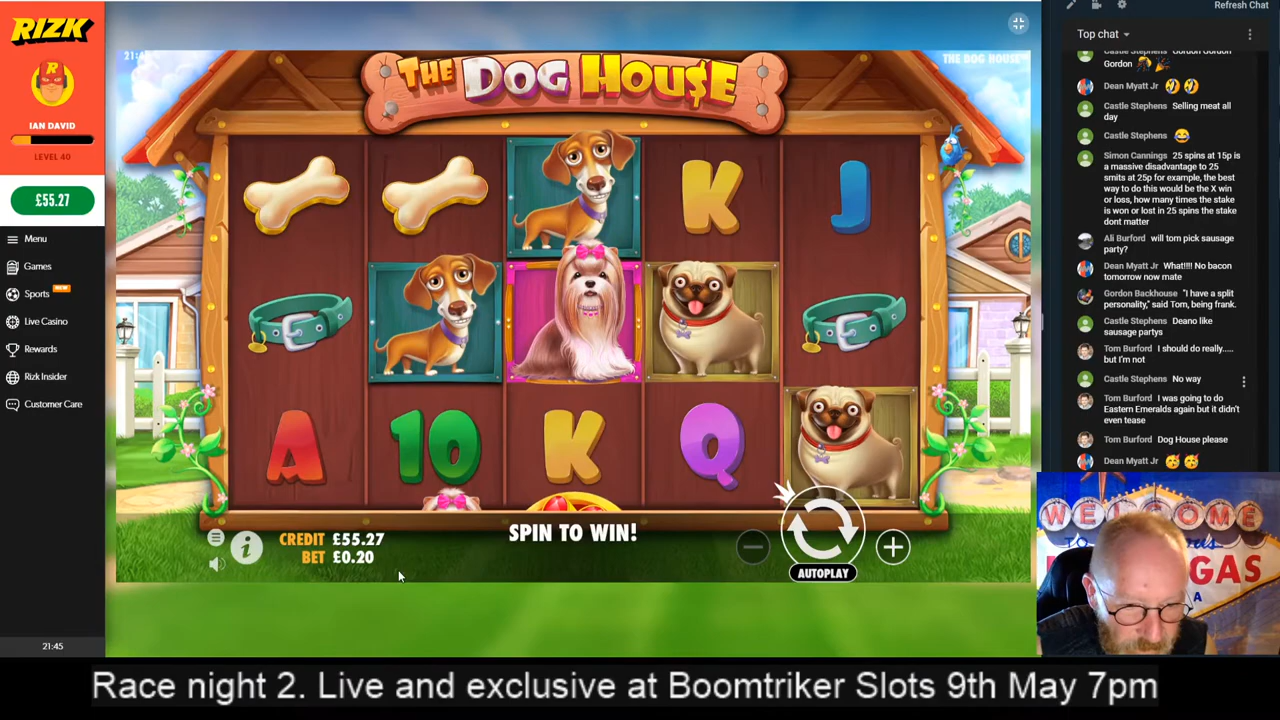 RIZK
R
IAN DAVID
LEVEL 40
£55.27
Menu
Games
Sports NEW
Live Casino
Rewards
Rizk Insider
Customer Care
21:45
THE DOG HOUSE
THE DOG HOU$E
K
J
A
10
K
Q
CREDIT £55.27
BET £0.20
SPIN TO WIN!
AUTOPLAY
Refresh Chat
Top chat
Castle Stephens Gordon Gordon
Gordon
Dean Myatt Jr
Castle Stephens Selling meat all
day
Castle Stephens
Simon Cannings 25 spins at 15p is
a massive disadvantage to 25
smits at 25p for example, the best
way to do this would be the X win
or loss, how many times the stake
is won or lost in 25 spins the stake
dont matter
Ali Burford will tom pick sausage
party?
Dean Myatt Jr What!!!! No bacon
tomorrow now mate
Gordon Backhouse "I have a split
personality," said Tom, being frank.
Castle Stephens Deano like
sausage partys
Tom Burford I should do really.....
but I'm not
Castle Stephens No way
Tom Burford I was going to do
Eastern Emeralds again but it didn't
even tease
Tom Burford Dog House please
Dean Myatt Jr
WELCOME
TO
GAS
A
Race night 2. Live and exclusive at Boomtriker Slots 9th May 7pm